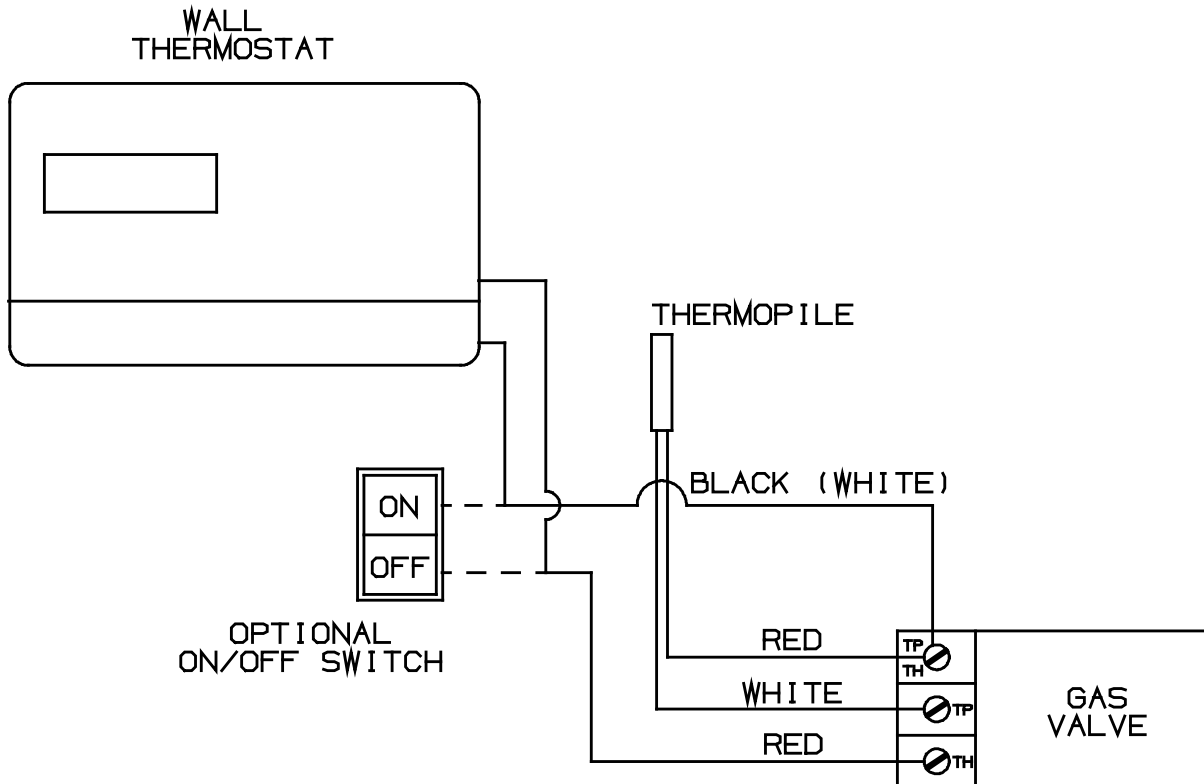 WALL
THERMOSTAT
THERMOPILE
BLACK (WHITE)
ON
OFF
OPTIONAL
ON/OFF SWITCH
RED
TP
TH
WHITE
TP
GAS
VALVE
RED
TH